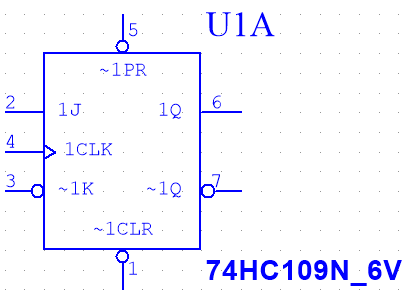 U1A
5
~1PR
2 1J 1Q 6
4 1CLK
3 ~1K ~1Q 7
~1CLR
1
74HC109N_6V